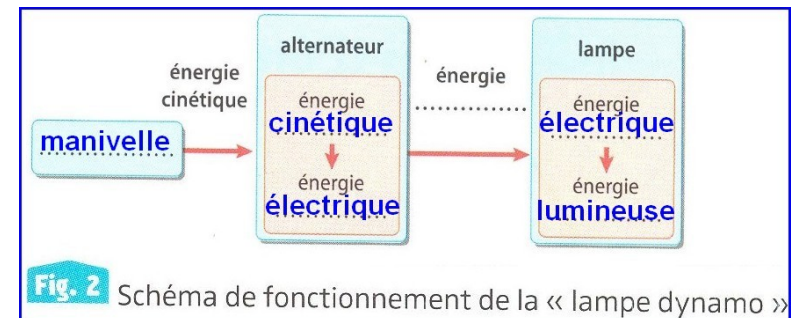 alternateur
lampe
énergie
cinétique
énergie
manivelle
énergie
cinétique
énergie
électrique
énergie
électrique
énergie
lumineuse
Fig. 2 Schéma de fonctionnement de la « lampe dynamo »